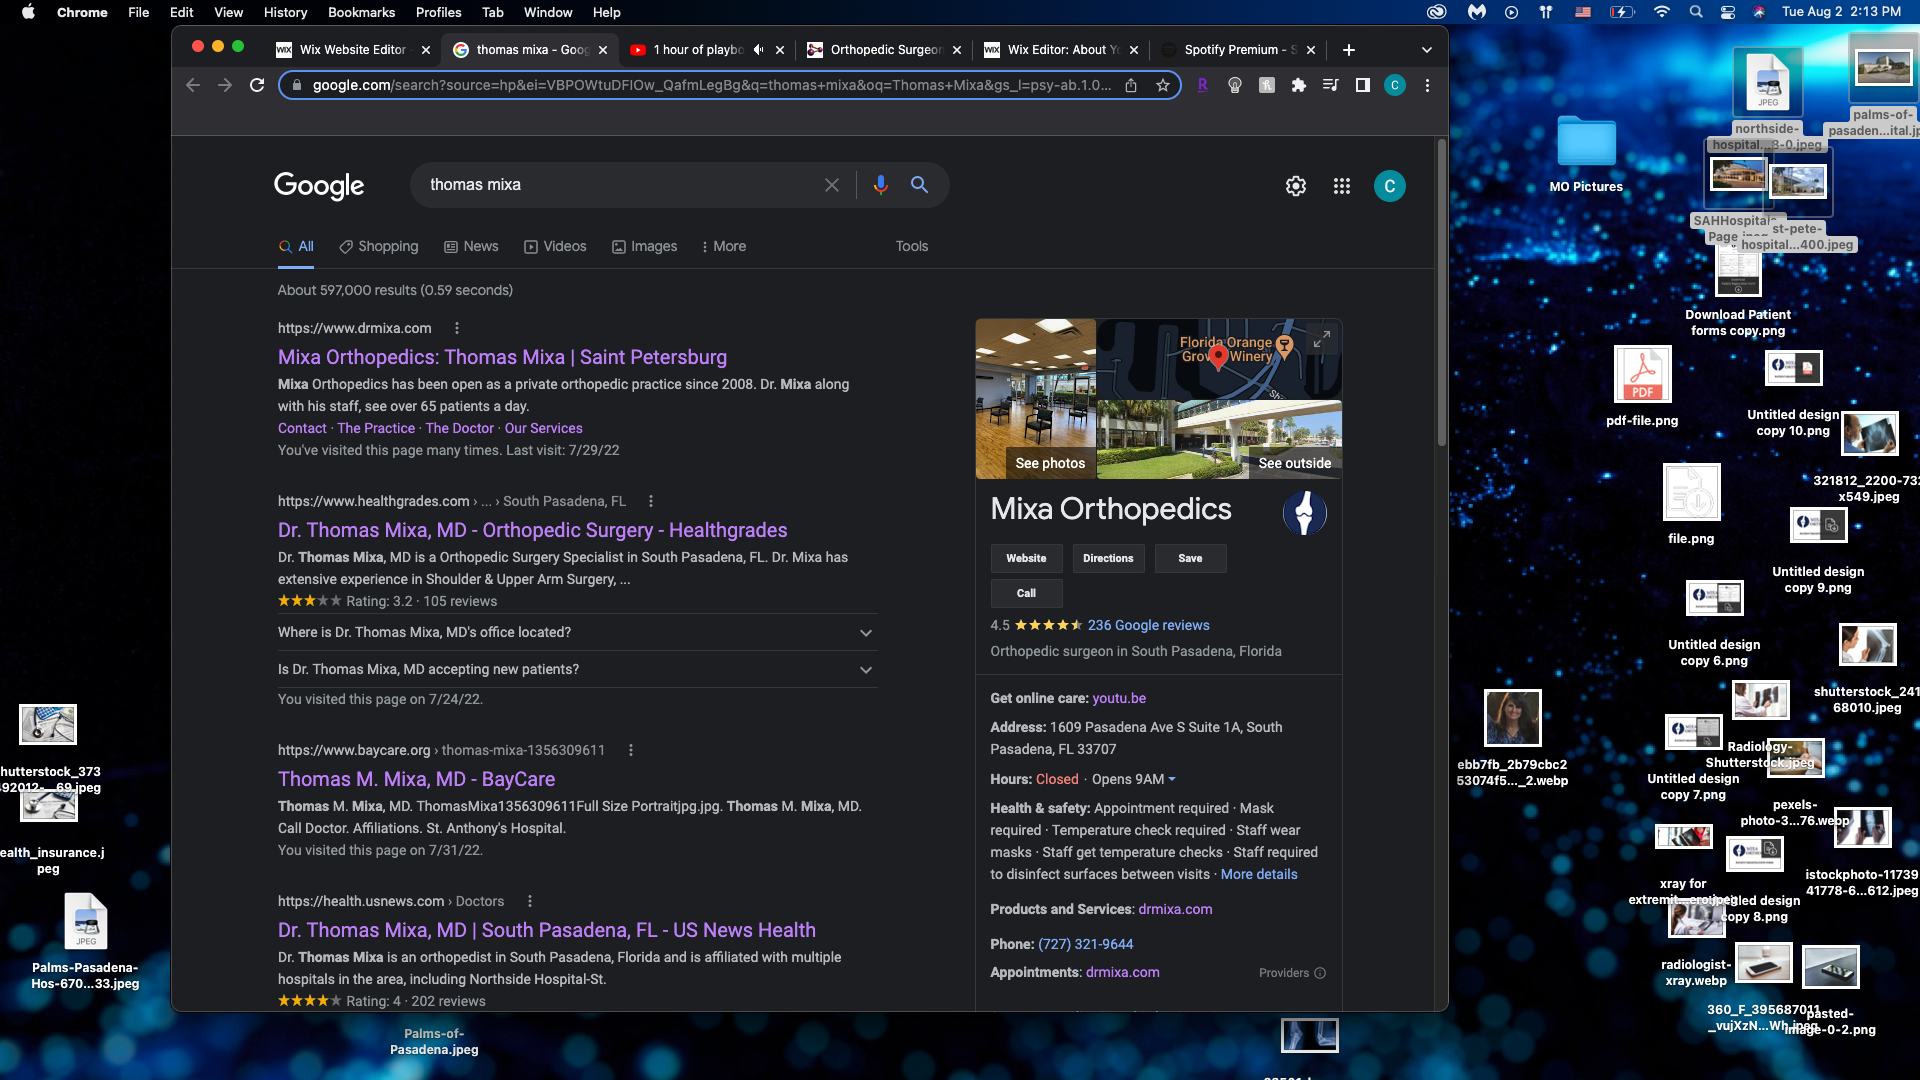 Chrome File Edit View History Bookmarks Profiles Tab Window Help
Tue Aug 2 2:13 PM
Wix Website Editor
thomas mixa - Goog
1 hour of playbo
Orthopedic Surgeon
Wix Editor: About Yo
Spotify Premium - S
google.com/search?source=hp&ei=VBPOWtuDFIOw_QafmLegBg&q=thomas+mixa&oq=Thomas+Mixa&gs_l=psy-ab.1.0...
C
Google
thomas mixa
C
All Shopping News Videos Images More Tools
About 597,000 results (0.59 seconds)
https://www.drmixa.com
Mixa Orthopedics: Thomas Mixa | Saint Petersburg
Mixa Orthopedics has been open as a private orthopedic practice since 2008. Dr. Mixa along
with his staff, see over 65 patients a day.
Contact · The Practice · The Doctor · Our Services
You've visited this page many times. Last visit: 7/29/22
https://www.healthgrades.com › ... › South Pasadena, FL
Dr. Thomas Mixa, MD - Orthopedic Surgery - Healthgrades
Dr. Thomas Mixa, MD is a Orthopedic Surgery Specialist in South Pasadena, FL. Dr. Mixa has
extensive experience in Shoulder & Upper Arm Surgery, ...
Rating: 3.2 · 105 reviews
Where is Dr. Thomas Mixa, MD's office located?
Is Dr. Thomas Mixa, MD accepting new patients?
You visited this page on 7/24/22.
https://www.baycare.org › thomas-mixa-1356309611
Thomas M. Mixa, MD - BayCare
Thomas M. Mixa, MD. ThomasMixa1356309611Full Size Portraitjpg.jpg. Thomas M. Mixa, MD.
Call Doctor. Affiliations. St. Anthony's Hospital.
You visited this page on 7/31/22.
https://health.usnews.com › Doctors
Dr. Thomas Mixa, MD | South Pasadena, FL - US News Health
Dr. Thomas Mixa is an orthopedist in South Pasadena, Florida and is affiliated with multiple
hospitals in the area, including Northside Hospital-St.
Rating: 4 · 202 reviews
Florida Orange
Grove Winery
See photos
See outside
Mixa Orthopedics
Website Directions Save
Call
4.5 236 Google reviews
Orthopedic surgeon in South Pasadena, Florida
Get online care: youtu.be
Address: 1609 Pasadena Ave S Suite 1A, South
Pasadena, FL 33707
Hours: Closed · Opens 9AM
Health & safety: Appointment required · Mask
required · Temperature check required · Staff wear
masks · Staff get temperature checks · Staff required
to disinfect surfaces between visits · More details
Products and Services: drmixa.com
Phone: (727) 321-9644
Appointments: drmixa.com
Providers
JPEG
northside-
hospital...8-0.jpeg
palms-of-
pasaden...ital.jp
MO Pictures
SAHHospital
Page
st-pete-
hospital...400.jpeg
Download Patient
forms copy.png
PDF
pdf-file.png
Untitled design
copy 10.png
321812_2200-732
x549.jpeg
file.png
Untitled design
copy 9.png
Untitled design
copy 6.png
shutterstock_241
68010.jpeg
ebb7fb_2b79cbc2
53074f5..._2.webp
Radiology-
Shutterstock.jpeg
Untitled design
copy 7.png
pexels-
photo-3...76.webp
istockphoto-11739
41778-6...612.jpeg
xray for
extremit...
design
copy 8.png
radiologist-
xray.webp
360_F_395687011
_vujXzN...Wh.jpeg
pasted-
image-0-2.png
hutterstock_373
492012-...69.jpeg
ealth_insurance.j
peg
JPEG
Palms-Pasadena-
Hos-670...33.jpeg
Palms-of-
Pasadena.jpeg